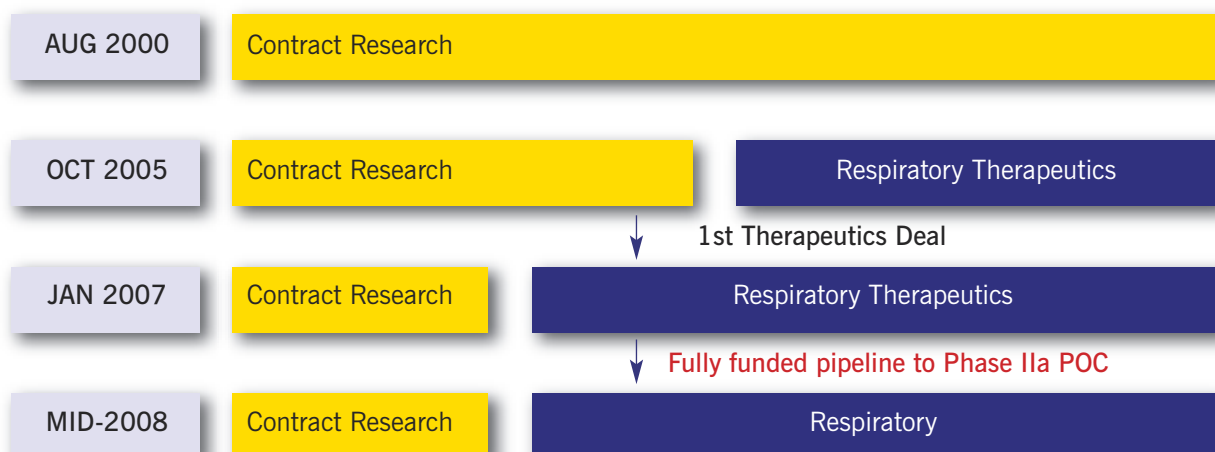 AUG 2000 Contract Research
OCT 2005 Contract Research Respiratory Therapeutics
1st Therapeutics Deal
JAN 2007 Contract Research Respiratory Therapeutics
Fully funded pipeline to Phase IIa POC
MID-2008 Contract Research Respiratory